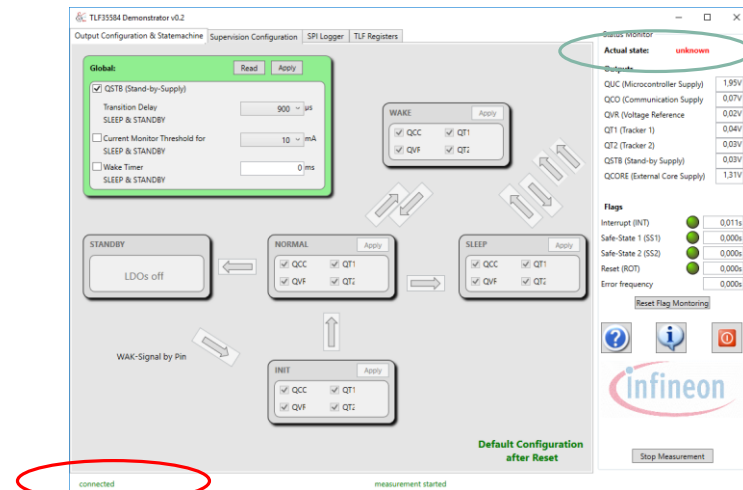 TLF35584 Demonstrator v0.2
Output Configuration & Statemachine Supervision Configuration SPI Logger TLF Registers
Global: Read Apply
QSTB (Stand-by-Supply)
Transition Delay 900 µs
SLEEP & STANDBY
Current Monitor Threshold for 10 mA
SLEEP & STANDBY
Wake Timer 0 ms
SLEEP & STANDBY
WAKE Apply
QCC QT1
QVF QT2
STANDBY
LDOs off
NORMAL Apply
QCC QT1
QVF QT2
SLEEP Apply
QCC QT1
QVF QT2
WAK-Signal by Pin
INIT Apply
QCC QT1
QVF QT2
Default Configuration
after Reset
connected measurement started
Status Monitor
Actual state: unknown
Outputs
QUC (Microcontroller Supply) 1,95V
QCO (Communication Supply 0,07V
QVR (Voltage Reference 0,02V
QT1 (Tracker 1) 0,04V
QT2 (Tracker 2) 0,03V
QSTB (Stand-by Supply) 0,03V
QCORE (External Core Supply) 1,31V
Flags
Interrupt (INT) 0,011s
Safe-State 1 (SS1) 0,000s
Safe-State 2 (SS2) 0,000s
Reset (ROT) 0,000s
Error frequency 0,000s
Reset Flag Montoring
infineon
Stop Measurement